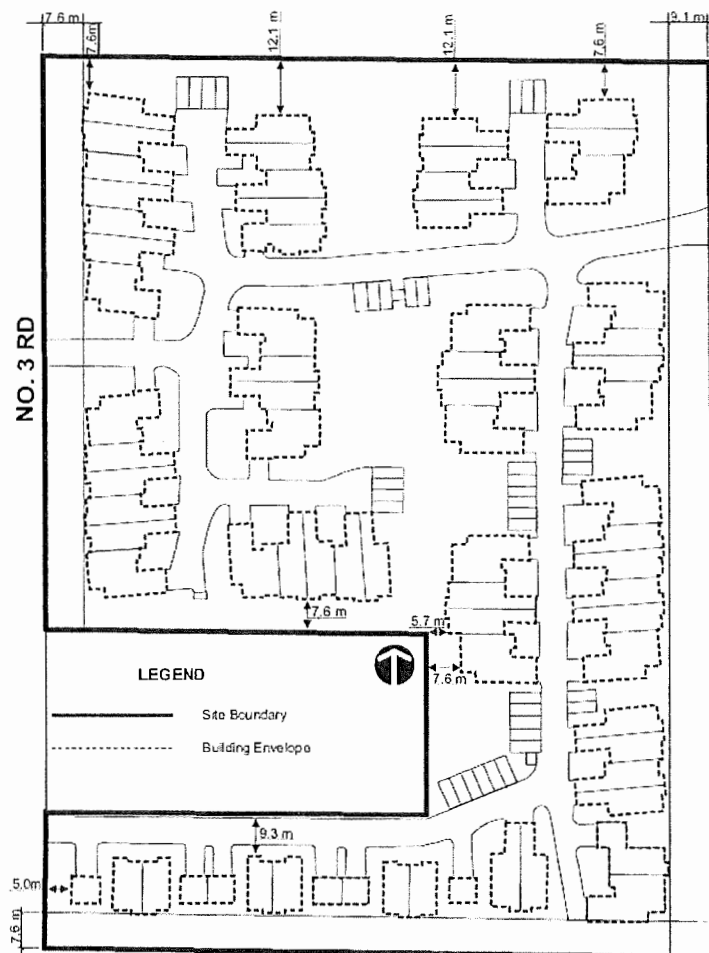 7.6 m
9.1 m
7.6m
12.1 m
12.1 m
7.6 m
NO. 3 RD
7.6 m
5.7 m
7.6 m
LEGEND
Site Boundary
Building Envelope
9.3 m
5.0m
7.6 m